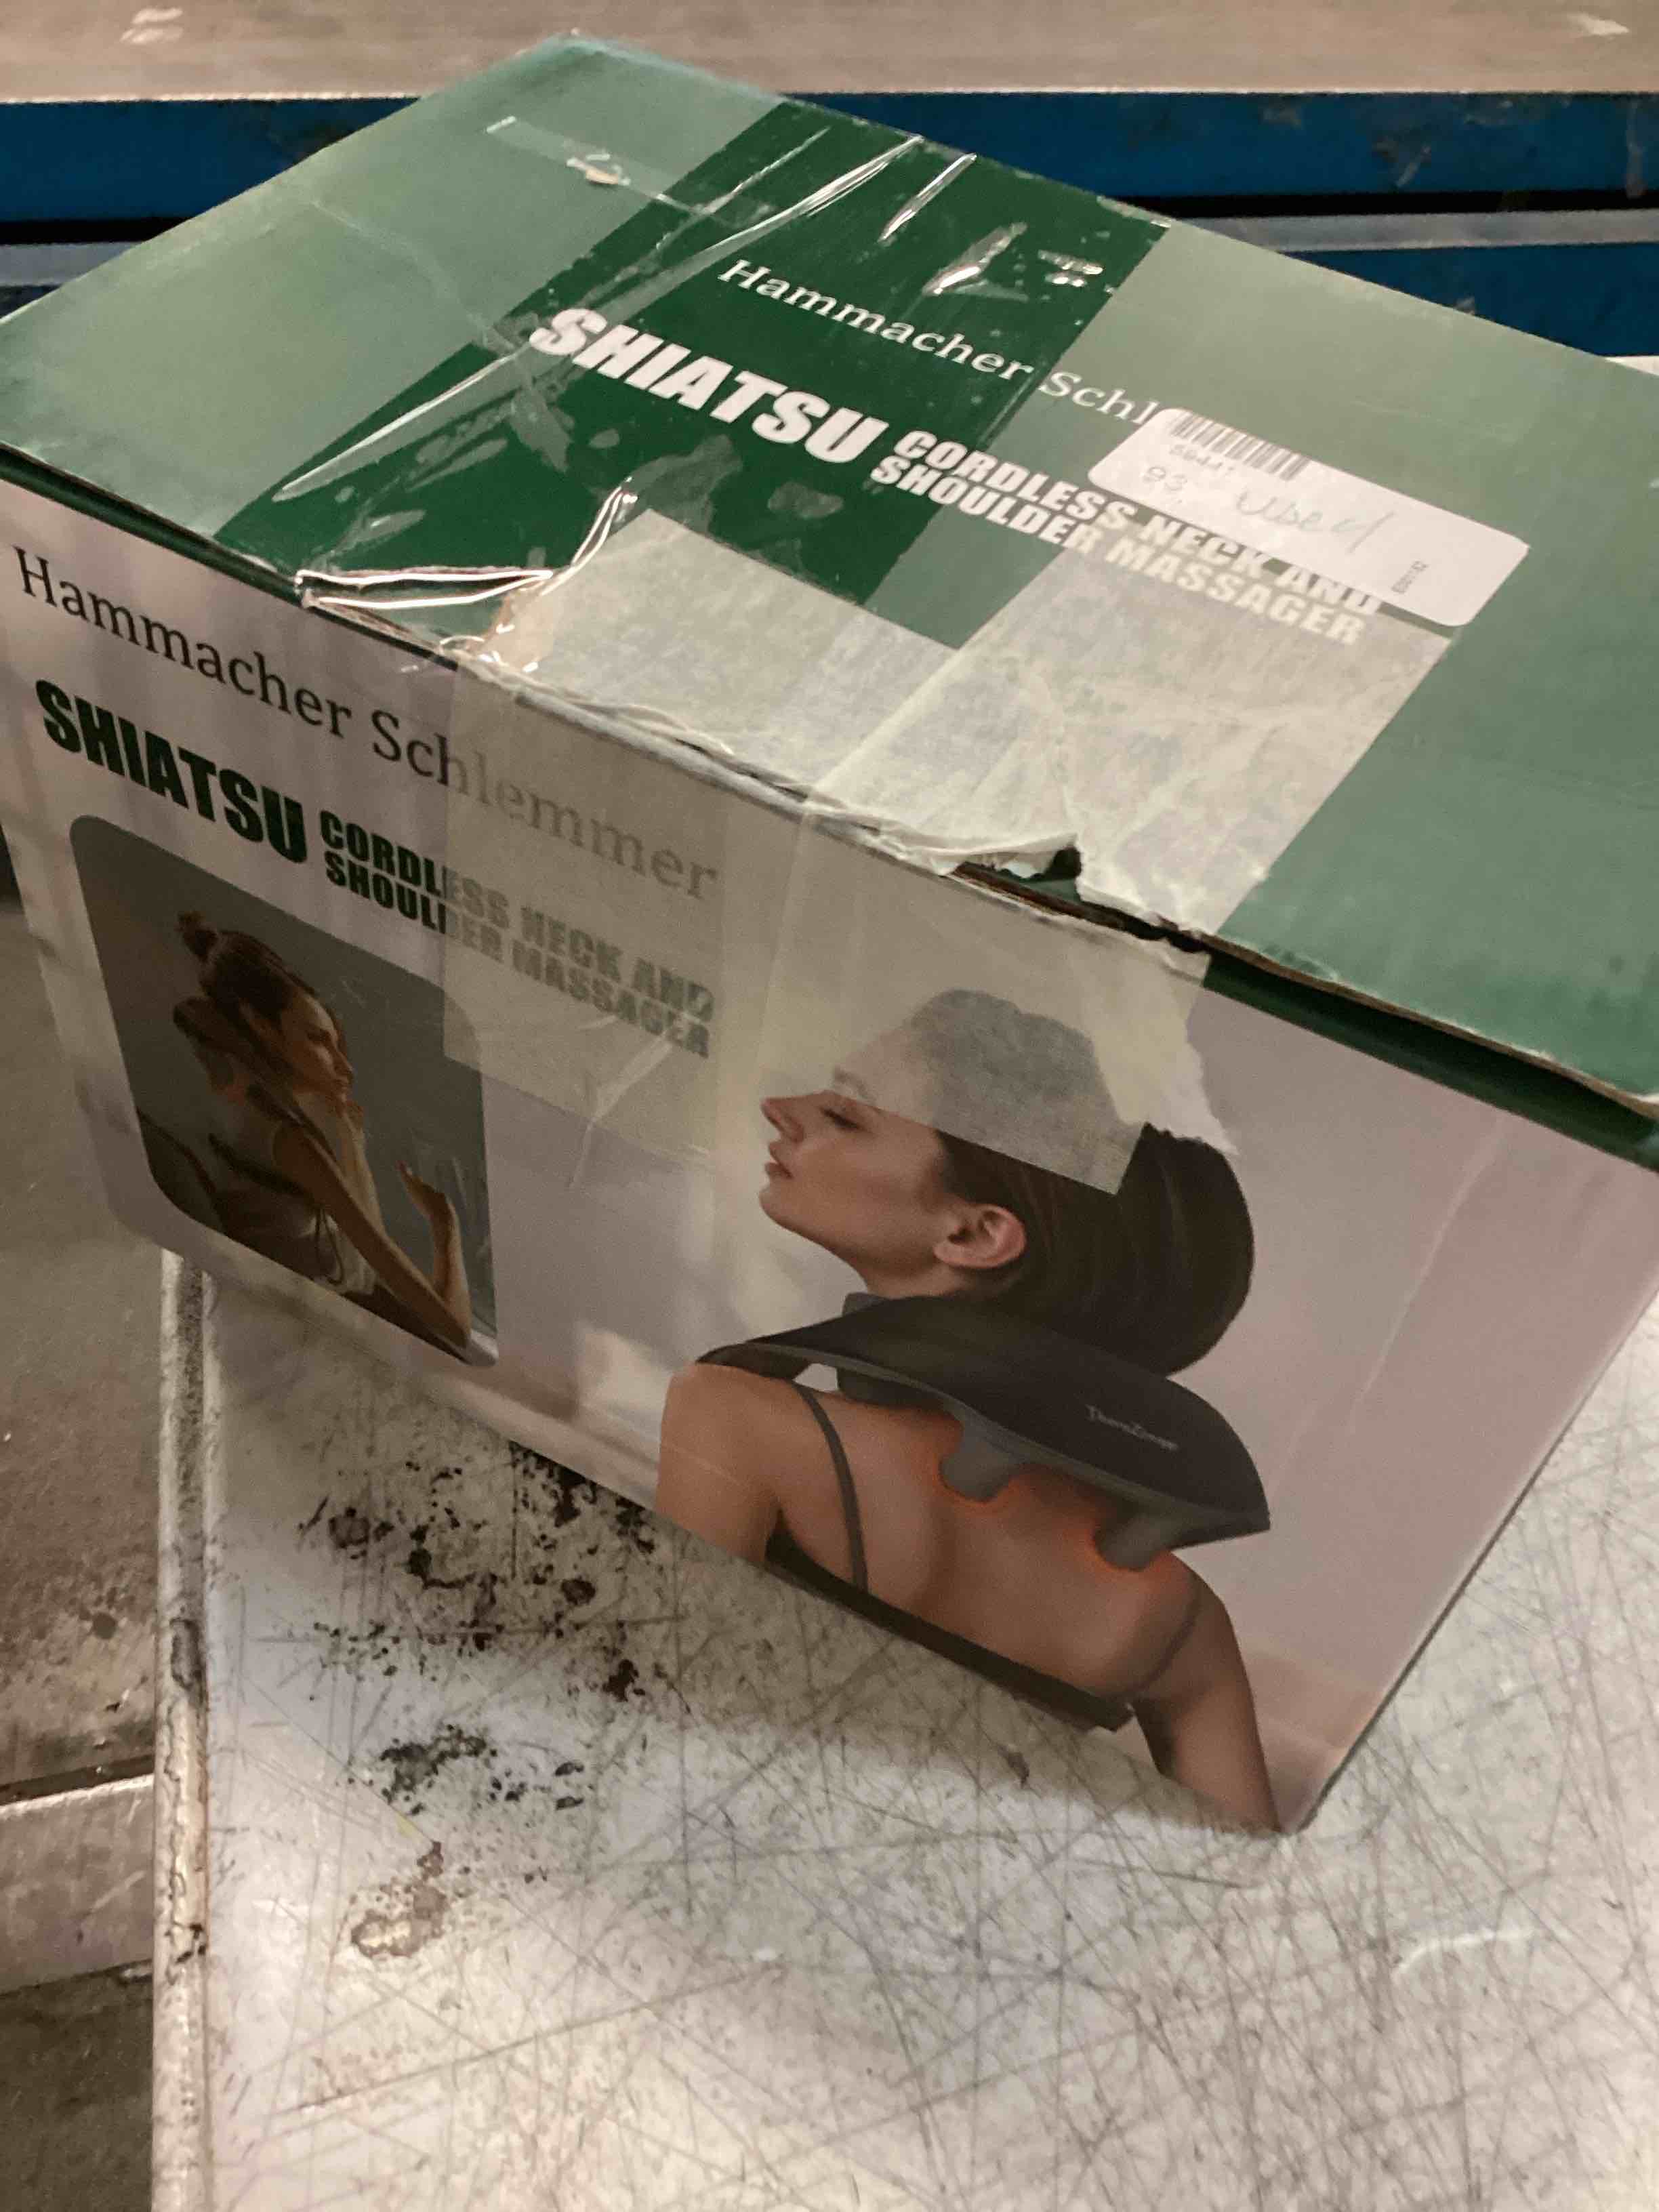 Hammacher Schl
SHIATSU CORDLESS NECK AND
SHOULDER MASSAGER
used
Hammacher Schlemmer
SHIATSU CORDLESS NECK AND
SHOULDER MASSAGER